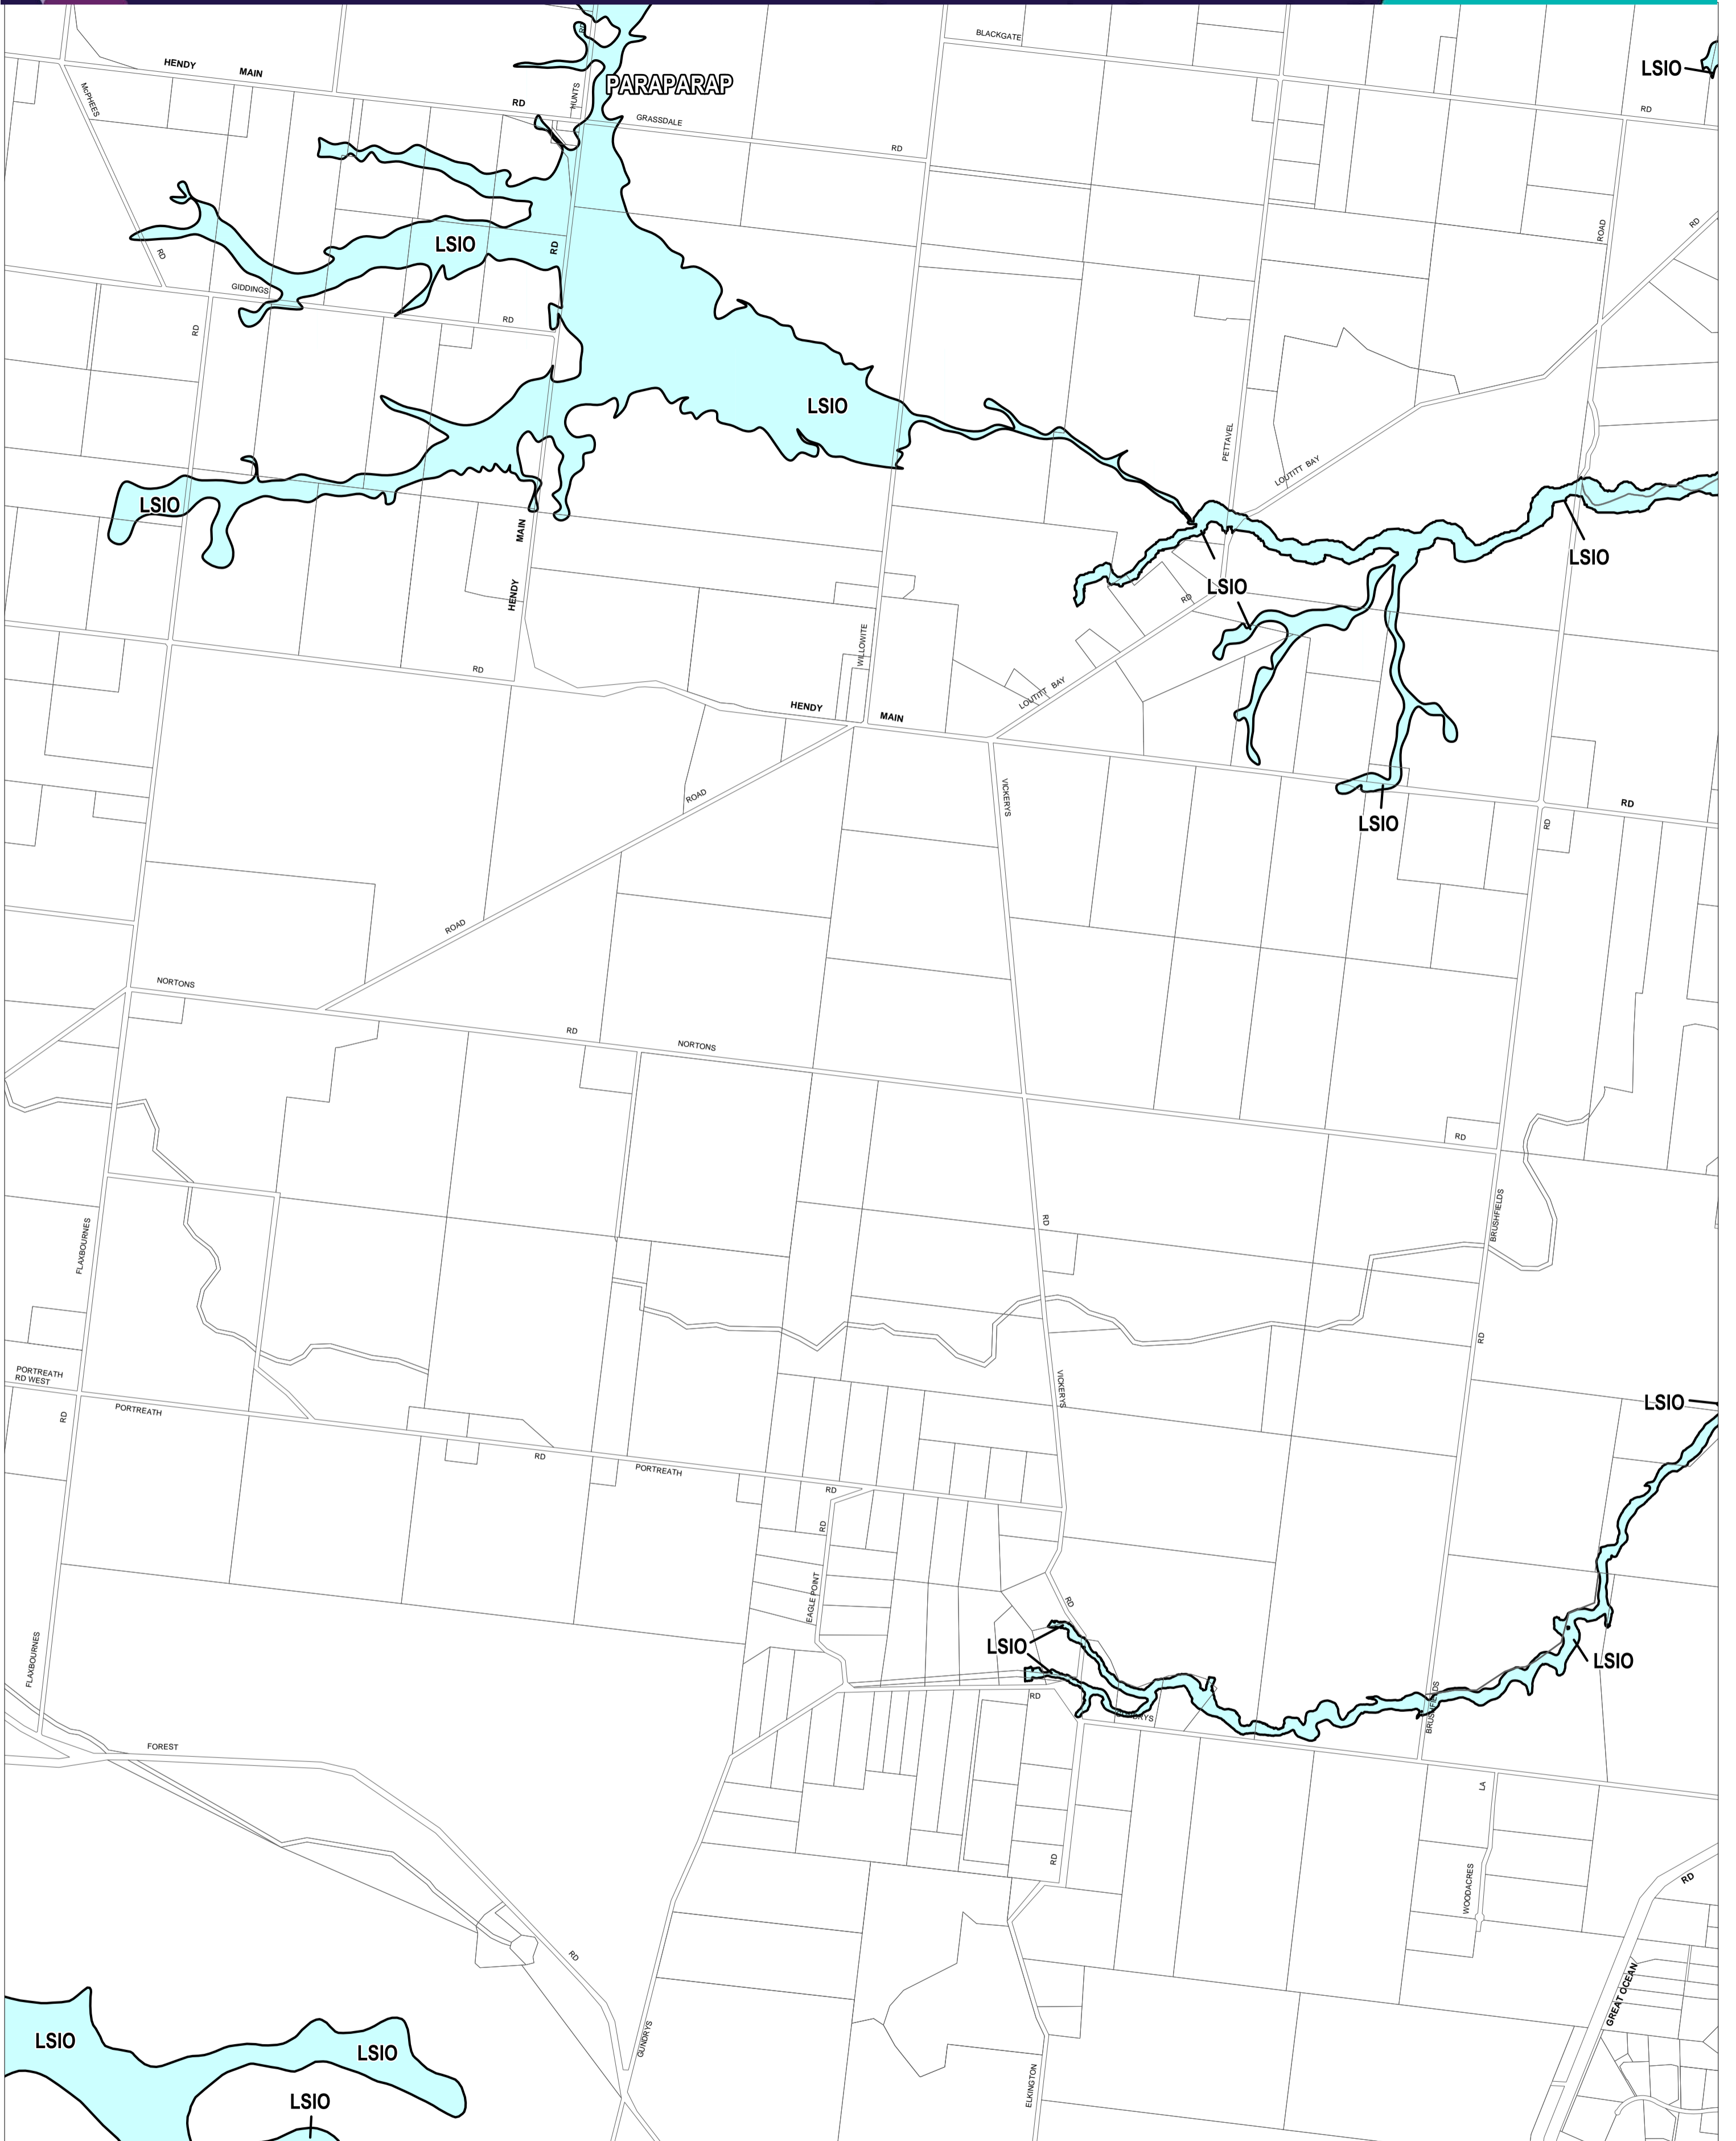 BLACKGATE
HENDY
MAIN
PARAPARAP
LSIO
McPHEES
HUNTS
RD
RD
GRASSDALE
RD
RD
RD
ROAD
RD
LSIO
RD
RD
GIDDINGS
RD
RD
LSIO
PETTAVEL
LOUTITT BAY
LSIO
MAIN
LSIO
LSIO
HENDY
RD
WILLOWITE
RD
LOUTITT BAY
HENDY
MAIN
VICKERYS
ROAD
RD
LSIO
RD
ROAD
NORTONS
RD
NORTONS
RD
FLAXBOURNES
RD
BRUSHFIELDS
RD
PORTREATH
RD WEST
PORTREATH
RD
VICKERYS
LSIO
RD
PORTREATH
RD
RD
EAGLE POINT
RD
FLAXBOURNES
LSIO
LSIO
RD
GUNDRYS
BRUSHFIELDS
FOREST
LA
RD
WOODACRES
RD
RD
GREAT OCEAN
GUNDRYS
ELKINGTON
LSIO
LSIO
LSIO